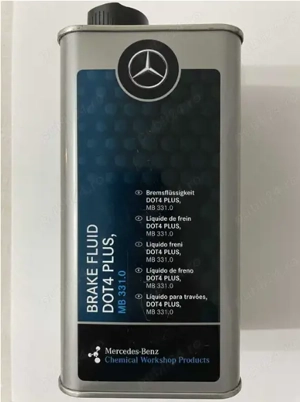 BRAKE FLUID
DOT4 PLUS,
MB 331.0
Bremsflüssigkeit
DOT4 PLUS,
MB 331.0
Liquide de frein
DOT4 PLUS,
MB 331.0
Liquido freni
DOT4 PLUS,
MB 331.0
Líquido de freno
DOT4 PLUS,
MB 331.0
Líquido para travões,
DOT4 PLUS,
MB 331.0
Mercedes-Benz
Chemical Workshop Products